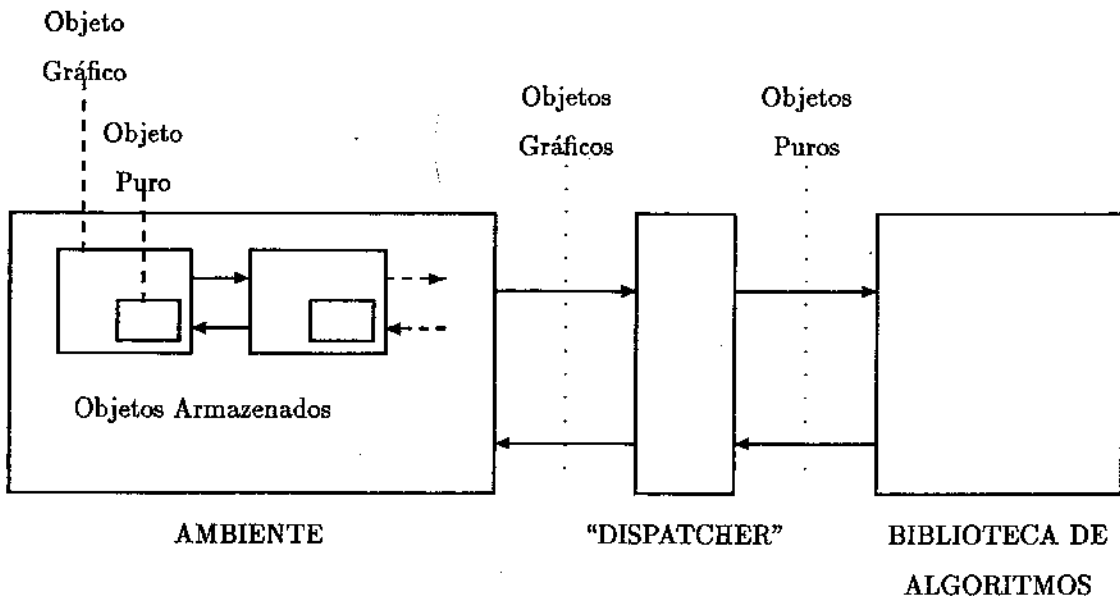 Objeto
Gráfico
Objeto
Puro
Objetos
Gráficos
Objetos
Puros
Objetos Armazenados
AMBIENTE
“DISPATCHER”
BIBLIOTECA DE
ALGORITMOS